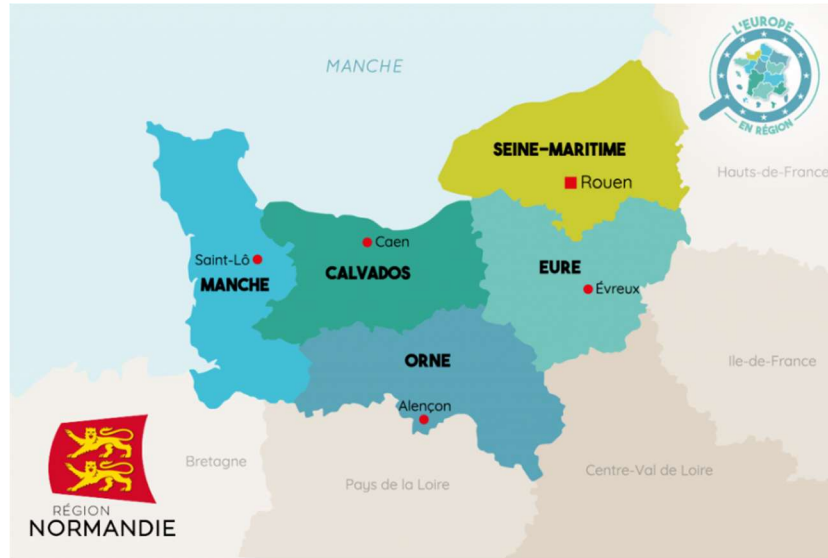 L'EUROPE
EN RÉGION
MANCHE
SEINE-MARITIME
Rouen
Hauts-de-France
Saint-Lô
Caen
MANCHE
CALVADOS
EURE
Évreux
ORNE
Ile-de-France
Alençon
Bretagne
Pays de la Loire
Centre-Val de Loire
RÉGION
NORMANDIE